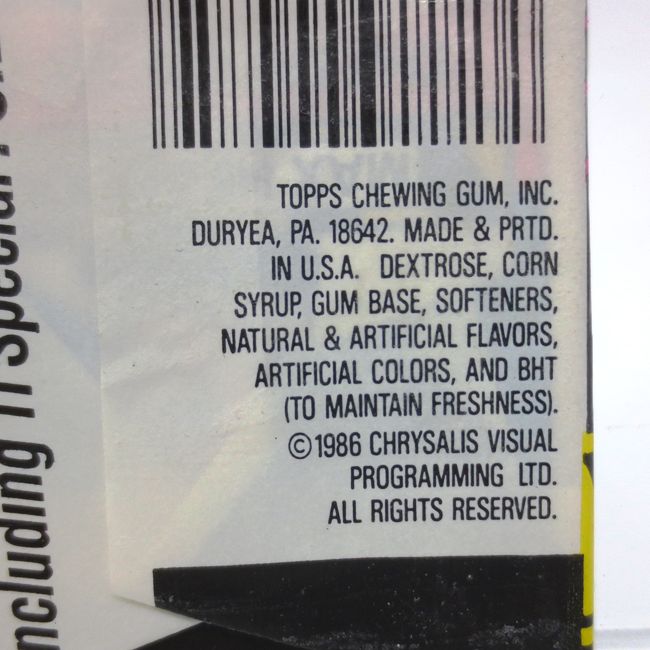 TOPPS CHEWING GUM, INC.
DURYEA, PA. 18642. MADE & PRTD.
IN U.S.A. DEXTROSE, CORN
SYRUP, GUM BASE, SOFTENERS,
NATURAL & ARTIFICIAL FLAVORS,
ARTIFICIAL COLORS, AND BHT
(TO MAINTAIN FRESHNESS).
©1986 CHRYSALIS VISUAL
PROGRAMMING LTD.
ALL RIGHTS RESERVED.
ncluding 11 Special